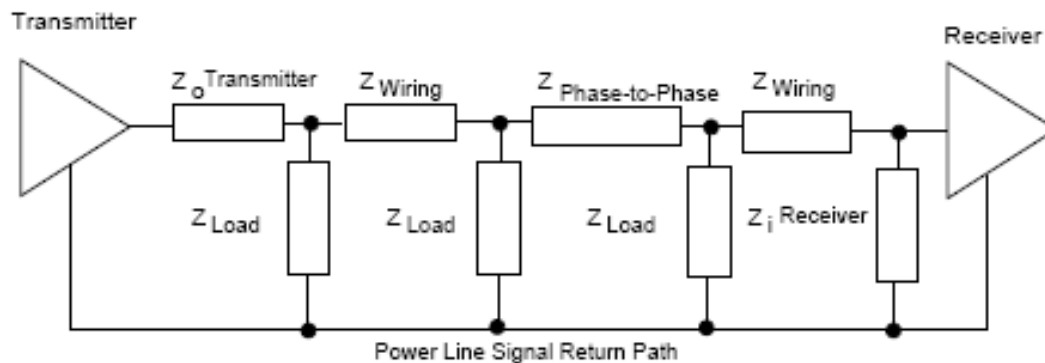 Transmitter
Receiver
Z o Transmitter
Z Wiring
Z Phase-to-Phase
Z Wiring
Z Load
Z Load
Z Load
Z i Receiver
Power Line Signal Return Path